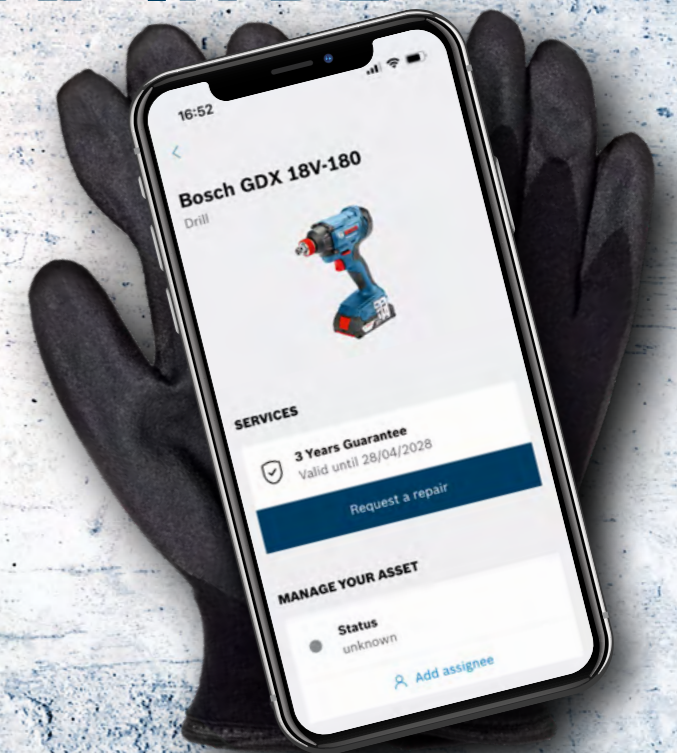 16:52
Bosch GDX 18V-180
Drill
SERVICES
3 Years Guarantee
Valid until 28/04/2028
Request a repair
MANAGE YOUR ASSET
Status
unknown
Add assignee